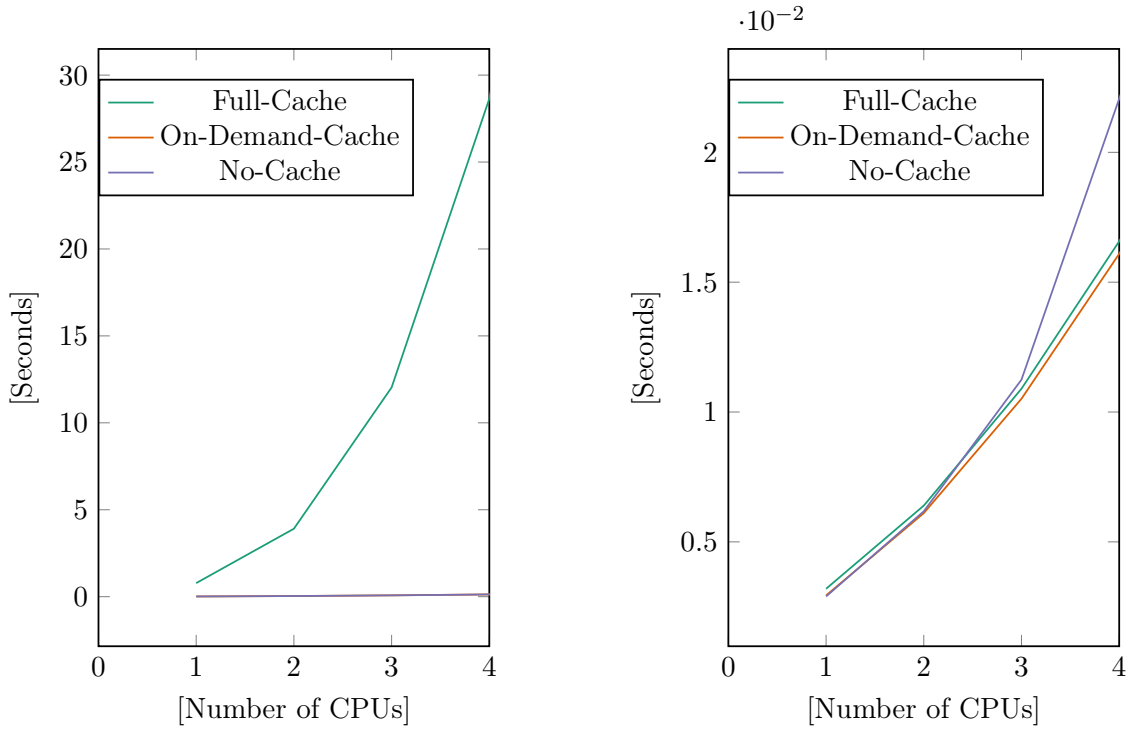 30
25
20
15
10
5
0
[Seconds]
Full-Cache
On-Demand-Cache
No-Cache
0 1 2 3 4
[Number of CPUs]
·10−2
2
1.5
1
0.5
[Seconds]
Full-Cache
On-Demand-Cache
No-Cache
0 1 2 3 4
[Number of CPUs]